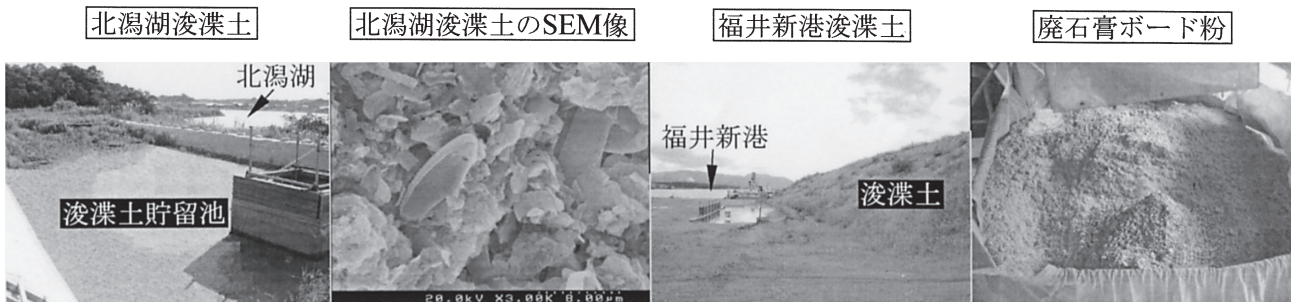 北潟湖浚渫土
北潟湖浚渫土のSEM像
福井新港浚渫土
廃石膏ボード粉
北潟湖
浚渫土貯留池
20.0kV X3.00K 8.00μm
福井新港
浚渫土